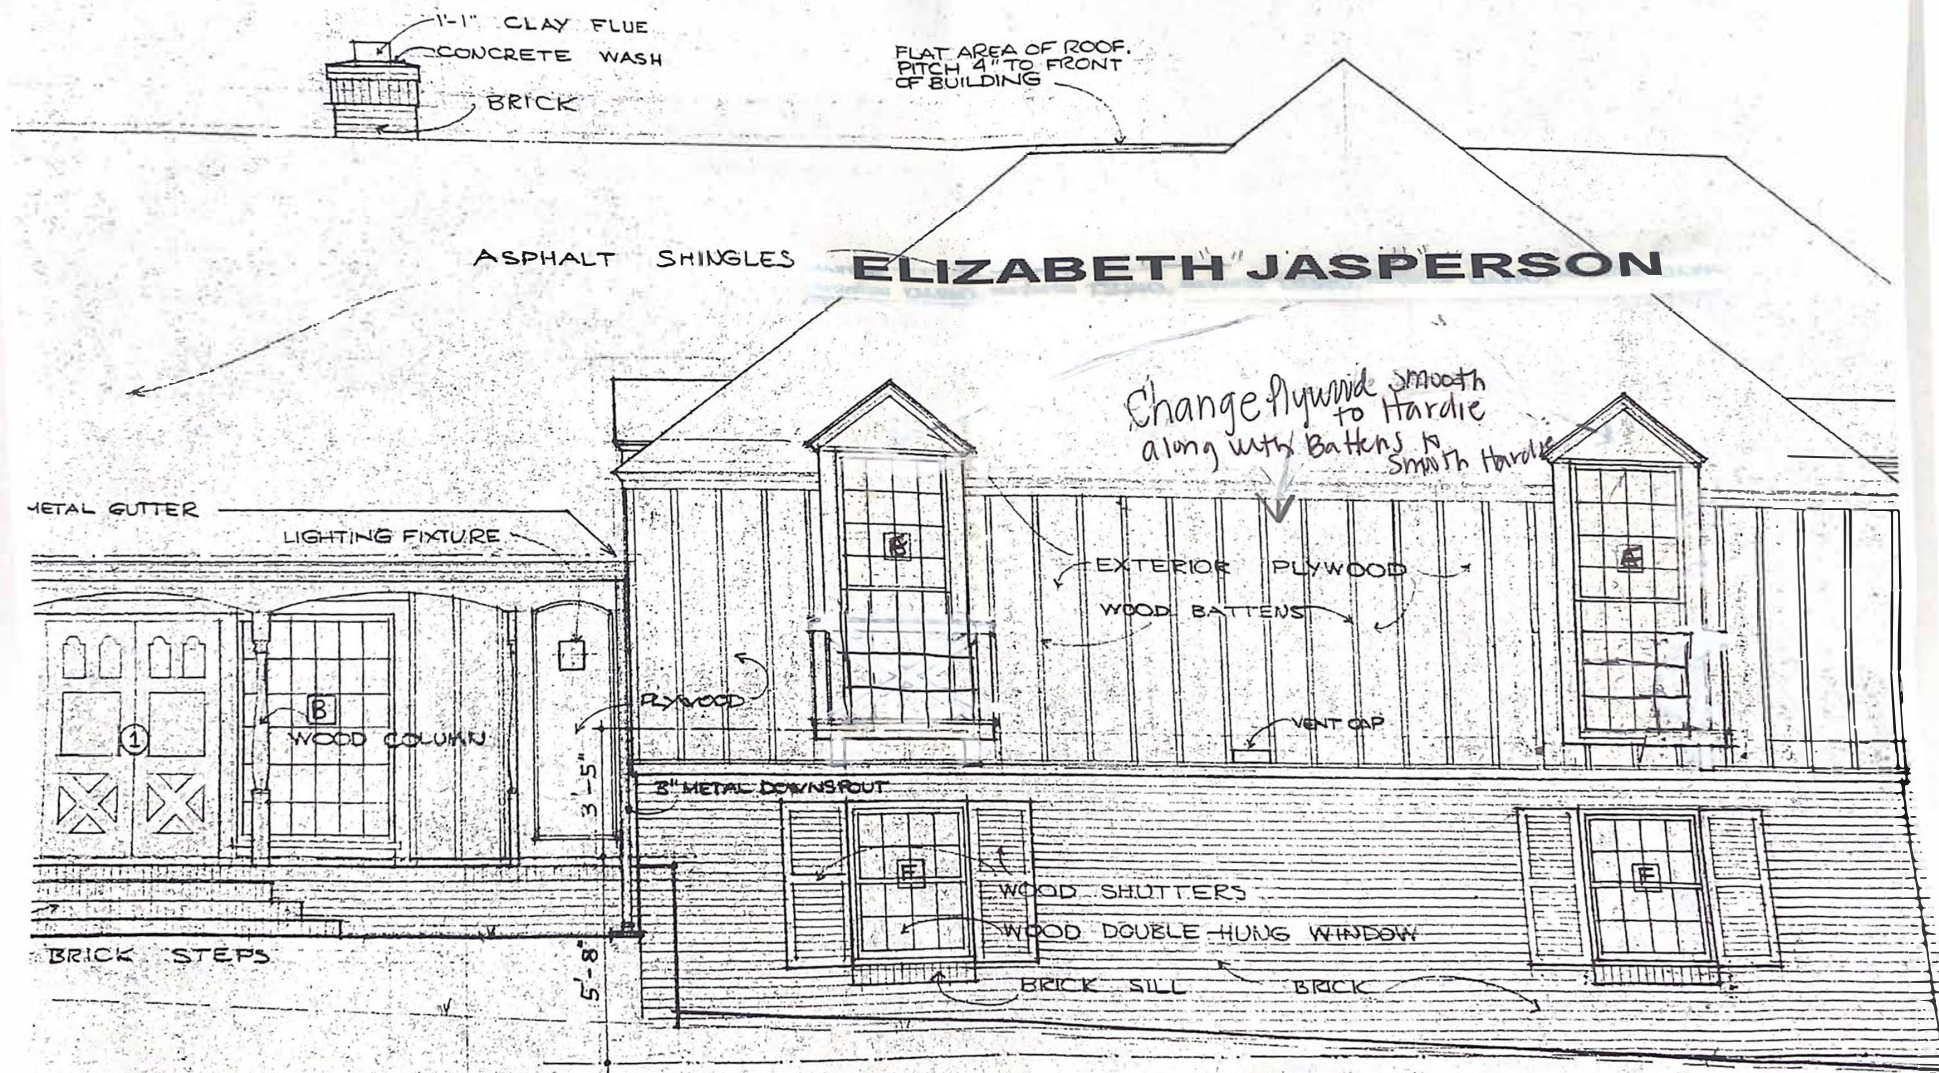 1'-1" CLAY FLUE
CONCRETE WASH
BRICK
FLAT AREA OF ROOF.
PITCH 4" TO FRONT
OF BUILDING
ASPHALT SHINGLES
ELIZABETH JASPERSON
Change Plywood smooth
to Hardie
along with Battens to
Smooth Hardie
METAL GUTTER
LIGHTING FIXTURE
EXTERIOR PLYWOOD
WOOD BATTENS
PLYWOOD
B
WOOD COLUMN
1
VENT CAP
3'-5"
3" METAL DOWNSPOUT
F
F
WOOD SHUTTERS
WOOD DOUBLE-HUNG WINDOW
BRICK STEPS
5'-8"
BRICK SILL
BRICK